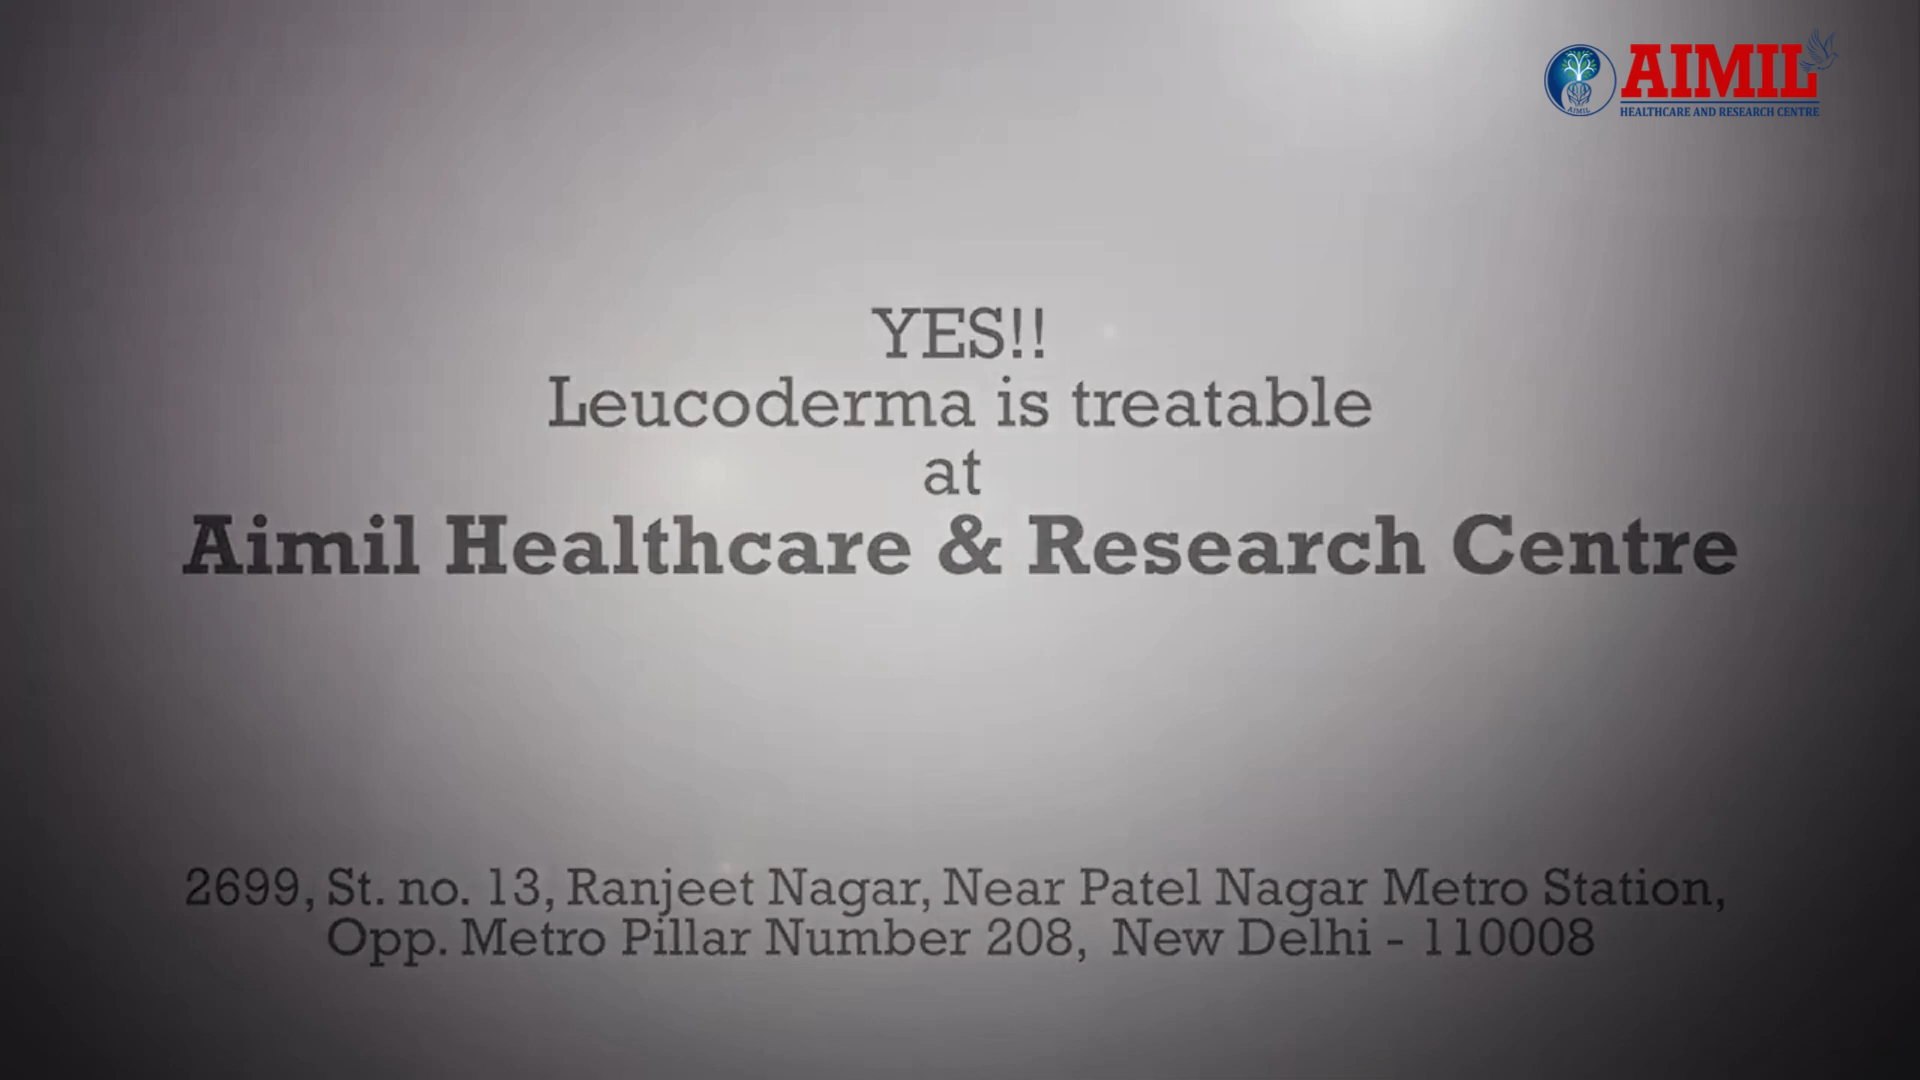 AIMIL
HEALTHCARE AND RESEARCH CENTRE
AIMIL
YES!!
Leucoderma is treatable
at
Aimil Healthcare & Research Centre
2699, St. no. 13, Ranjeet Nagar, Near Patel Nagar Metro Station,
Opp. Metro Pillar Number 208, New Delhi - 110008